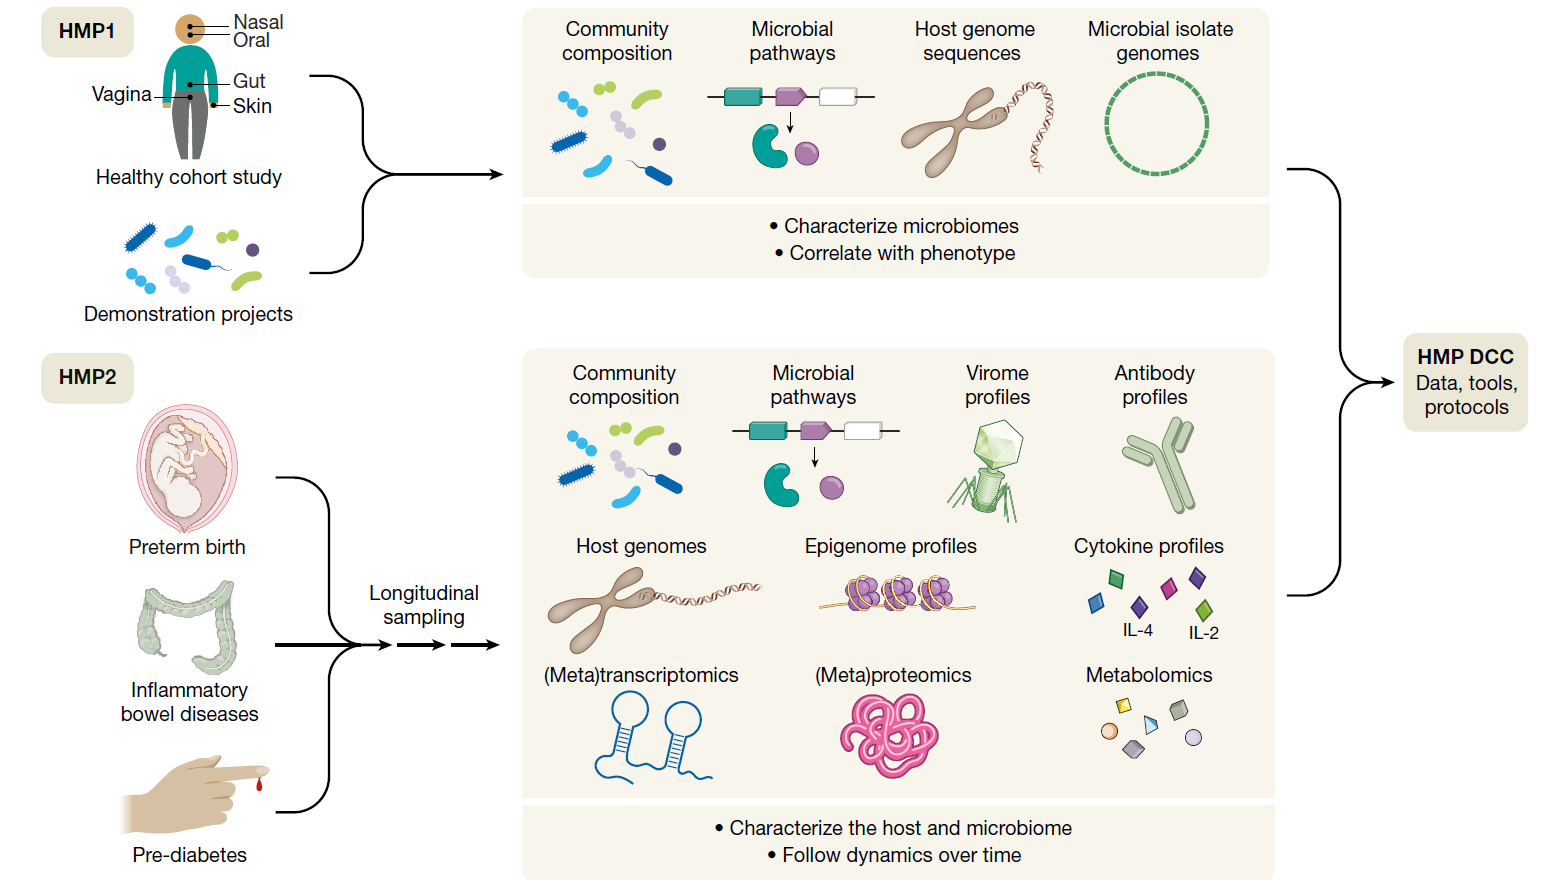 HMP1
Nasal
Oral
Gut
Vagina
Skin
Healthy cohort study
Demonstration projects
Community
composition
Microbial
pathways
Host genome
sequences
Microbial isolate
genomes
• Characterize microbiomes
• Correlate with phenotype
HMP2
Preterm birth
Inflammatory
bowel diseases
Pre-diabetes
Longitudinal
sampling
Community
composition
Microbial
pathways
Virome
profiles
Antibody
profiles
Host genomes
Epigenome profiles
Cytokine profiles
IL-4
IL-2
(Meta)transcriptomics
(Meta)proteomics
Metabolomics
• Characterize the host and microbiome
• Follow dynamics over time
HMP DCC
Data, tools,
protocols